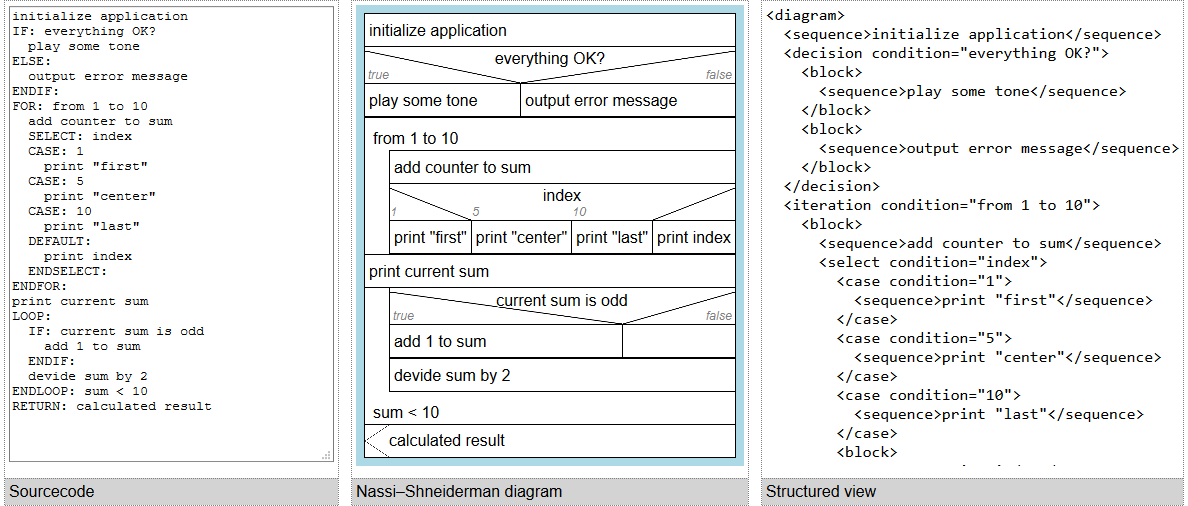 initialize application
IF: everything OK?
  play some tone
ELSE:
  output error message
ENDIF:
FOR: from 1 to 10
  add counter to sum
  SELECT: index
  CASE: 1
    print "first"
  CASE: 5
    print "center"
  CASE: 10
    print "last"
  DEFAULT:
    print index
  ENDSELECT:
ENDFOR:
print current sum
LOOP:
  IF: current sum is odd
    add 1 to sum
  ENDIF:
  devide sum by 2
ENDLOOP: sum < 10
RETURN: calculated result
Sourcecode
initialize application
everything OK?
true false
play some tone output error message
from 1 to 10
add counter to sum
index
1 5 10
print "first" print "center" print "last" print index
print current sum
current sum is odd
true false
add 1 to sum
devide sum by 2
sum < 10
calculated result
Nassi–Shneiderman diagram
<diagram>
  <sequence>initialize application</sequence>
  <decision condition="everything OK?">
    <block>
      <sequence>play some tone</sequence>
    </block>
    <block>
      <sequence>output error message</sequence>
    </block>
  </decision>
  <iteration condition="from 1 to 10">
    <block>
      <sequence>add counter to sum</sequence>
      <select condition="index">
        <case condition="1">
          <sequence>print "first"</sequence>
        </case>
        <case condition="5">
          <sequence>print "center"</sequence>
        </case>
        <case condition="10">
          <sequence>print "last"</sequence>
        </case>
        <block>
Structured view